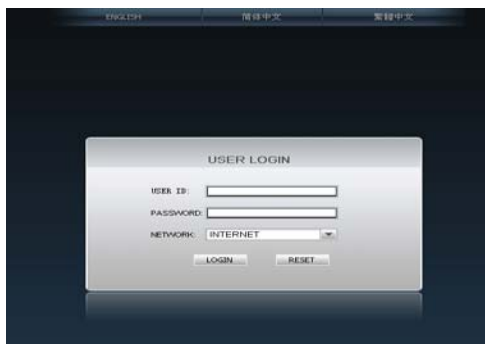 ENGLISH 简体中文 繁體中文
USER LOGIN
USER ID:
PASSWORD:
NETWORK: INTERNET
LOGIN RESET